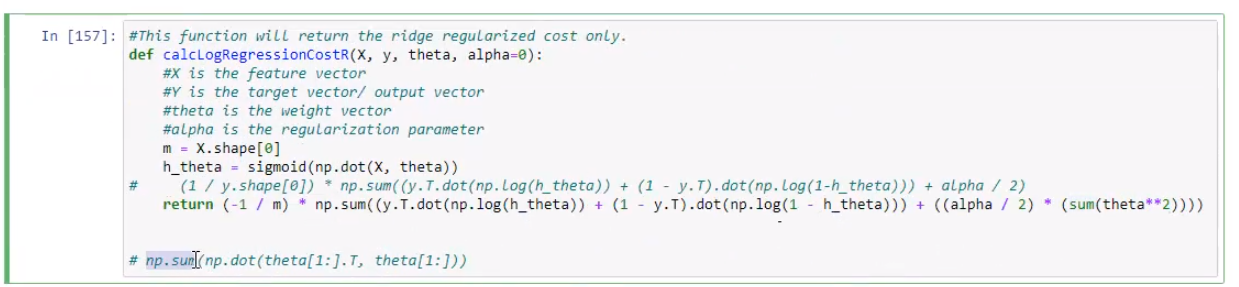 In [157]: #This function will return the ridge regularized cost only.
def calcLogRegressionCostR(X, y, theta, alpha=0):
#X is the feature vector
#Y is the target vector/ output vector
#theta is the weight vector
#alpha is the regularization parameter
m = X.shape[0]
h_theta = sigmoid(np.dot(X, theta))
# (1 / y.shape[0]) * np.sum((y.T.dot(np.log(h_theta)) + (1 - y.T).dot(np.log(1-h_theta))) + alpha / 2)
return (-1 / m) * np.sum((y.T.dot(np.log(h_theta)) + (1 - y.T).dot(np.log(1 - h_theta))) + ((alpha / 2) * (sum(theta**2))))
# np.sum(np.dot(theta[1:].T, theta[1:]))